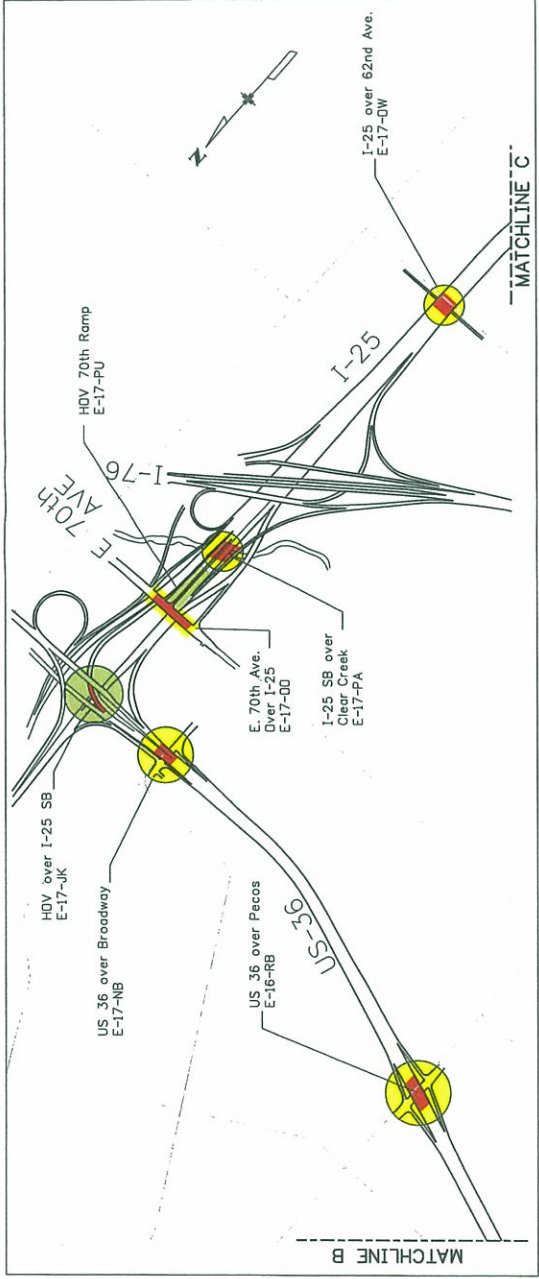 HOV over I-25 SB
E-17-JK
US 36 over Broadway
E-17-NB
US 36 over Pecos
E-16-RB
US-36
MATCHLINE B
E 70th
AVE
I-76
HOV 70th Ramp
E-17-PU
E. 70th Ave.
Over I-25
E-17-OD
I-25 SB over
Clear Creek
E-17-PA
I-25
N
I-25 over 62nd Ave.
E-17-OW
MATCHLINE C